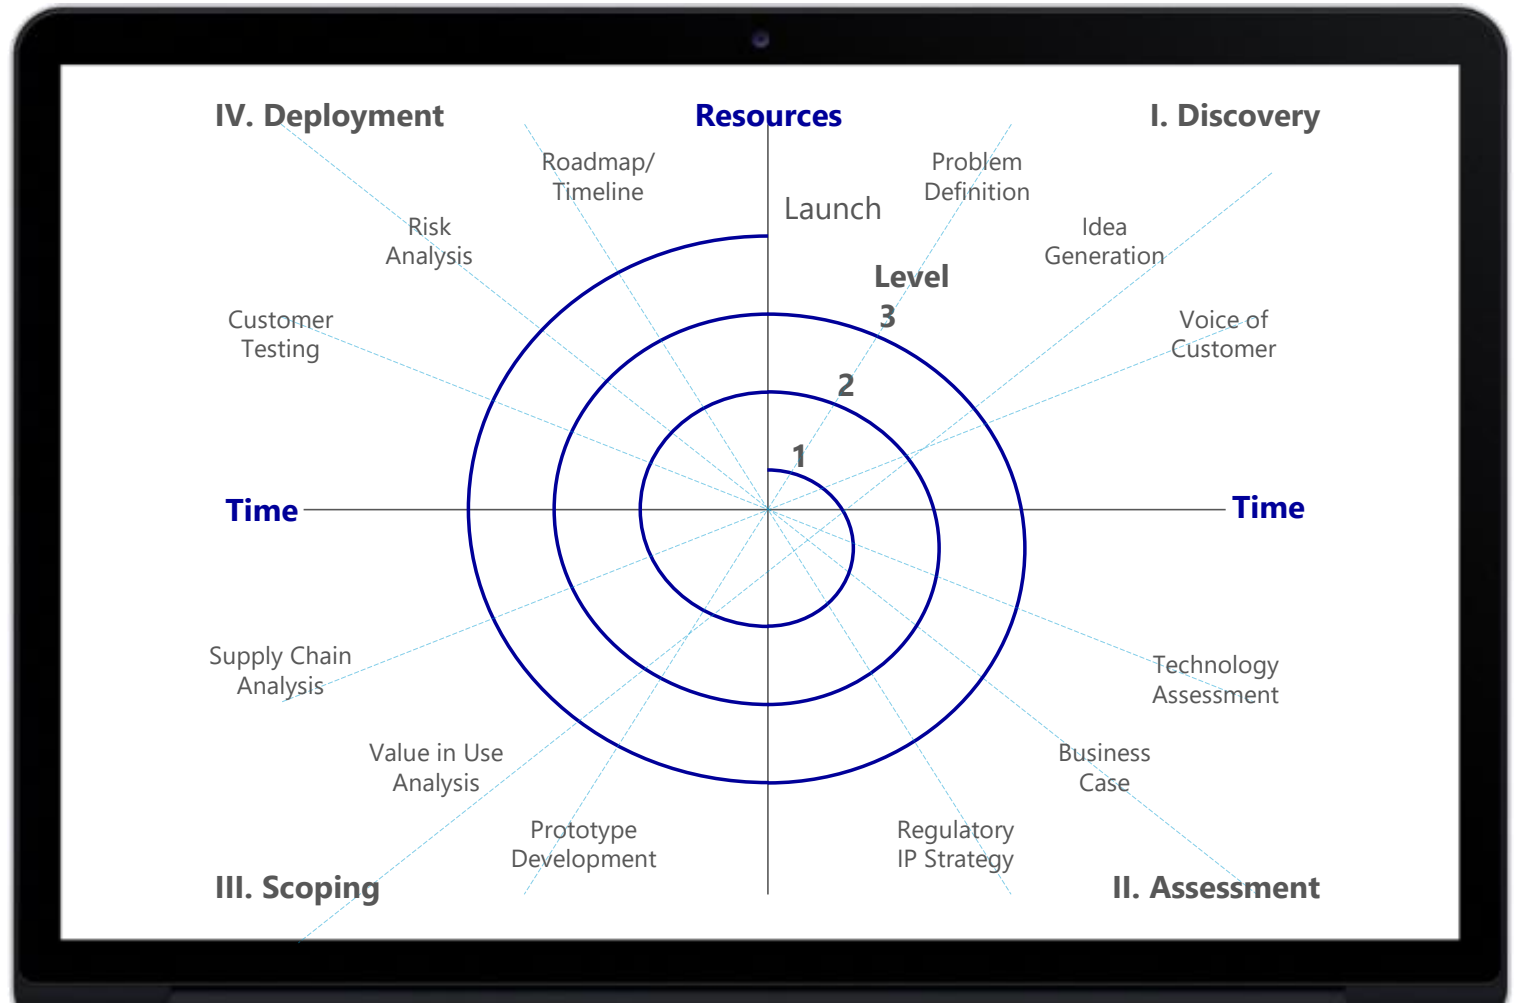 IV. Deployment
Resources
I. Discovery
Roadmap/
Timeline
Problem
Definition
Launch
Risk
Analysis
Idea
Generation
Level
3
Customer
Testing
Voice of
Customer
2
1
Time
Time
Supply Chain
Analysis
Technology
Assessment
Value in Use
Analysis
Business
Case
Prototype
Development
Regulatory
IP Strategy
III. Scoping
II. Assessment